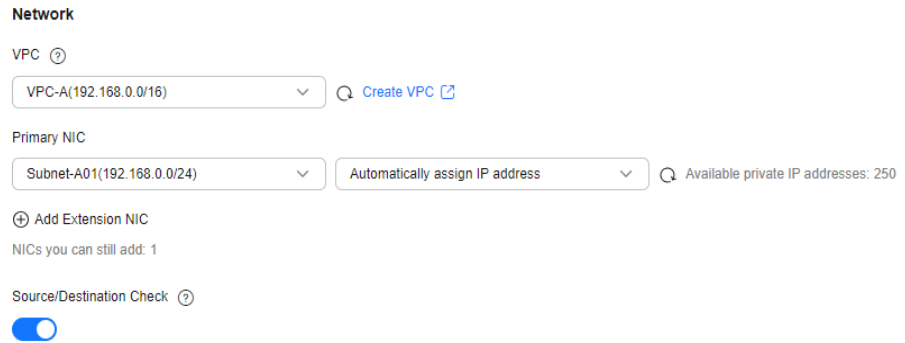 Network
VPC ?
VPC-A(192.168.0.0/16) Create VPC
Primary NIC
Subnet-A01(192.168.0.0/24) Automatically assign IP address Available private IP addresses: 250
Add Extension NIC
NICs you can still add: 1
Source/Destination Check ?